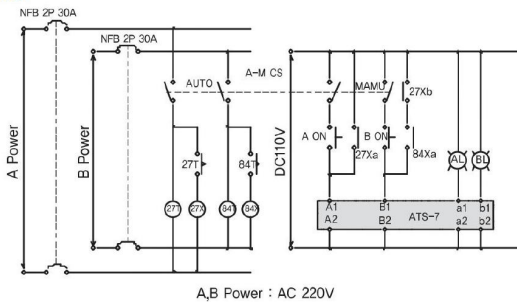 NFB 2P 30A
NFB 2P 30A
A Power
B Power
AUTO
A-M CS
27T
84T
27T
27X
84T
84X
DC110V
MAMU
27Xb
A ON
B ON
27Xa
84Xa
AL
BL
A1
B1
a1
b1
A2
B2
ATS-7
a2
b2
A,B Power : AC 220V